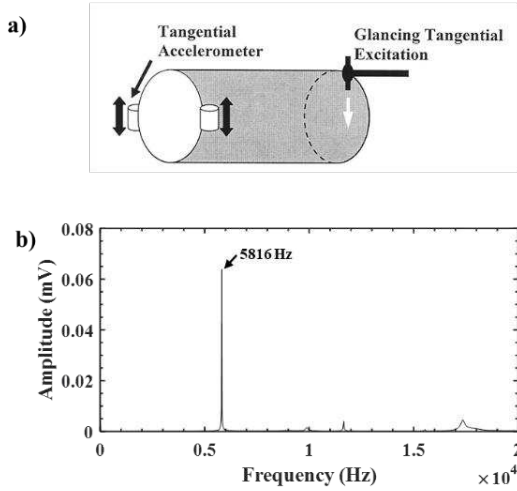 a)
Tangential
Accelerometer
Glancing Tangential
Excitation
b)
0.08
0.06
0.04
0.02
0
Amplitude (mV)
5816 Hz
0
0.5
1
1.5
2
×10⁴
Frequency (Hz)